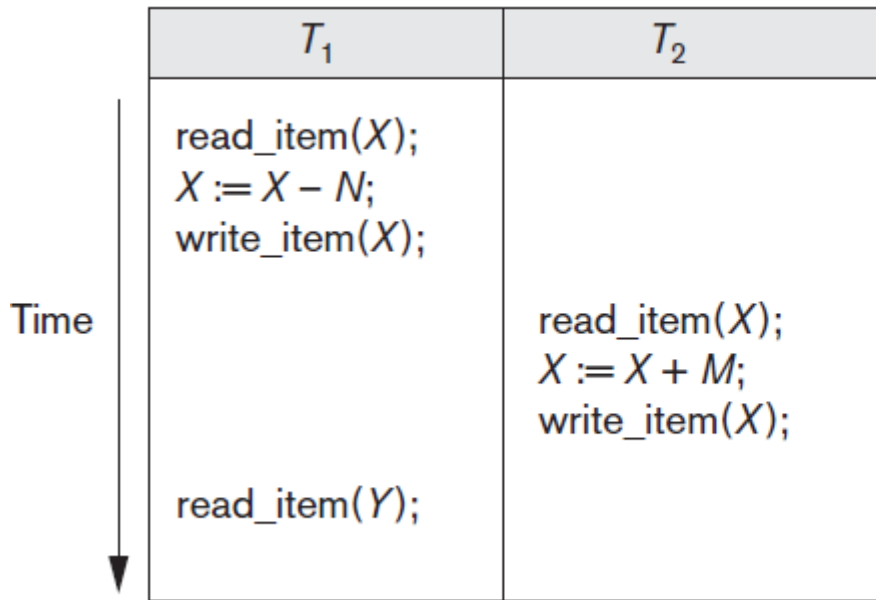 T₁ T₂
read_item(X);
X := X − N;
write_item(X);
Time
read_item(X);
X := X + M;
write_item(X);
read_item(Y);